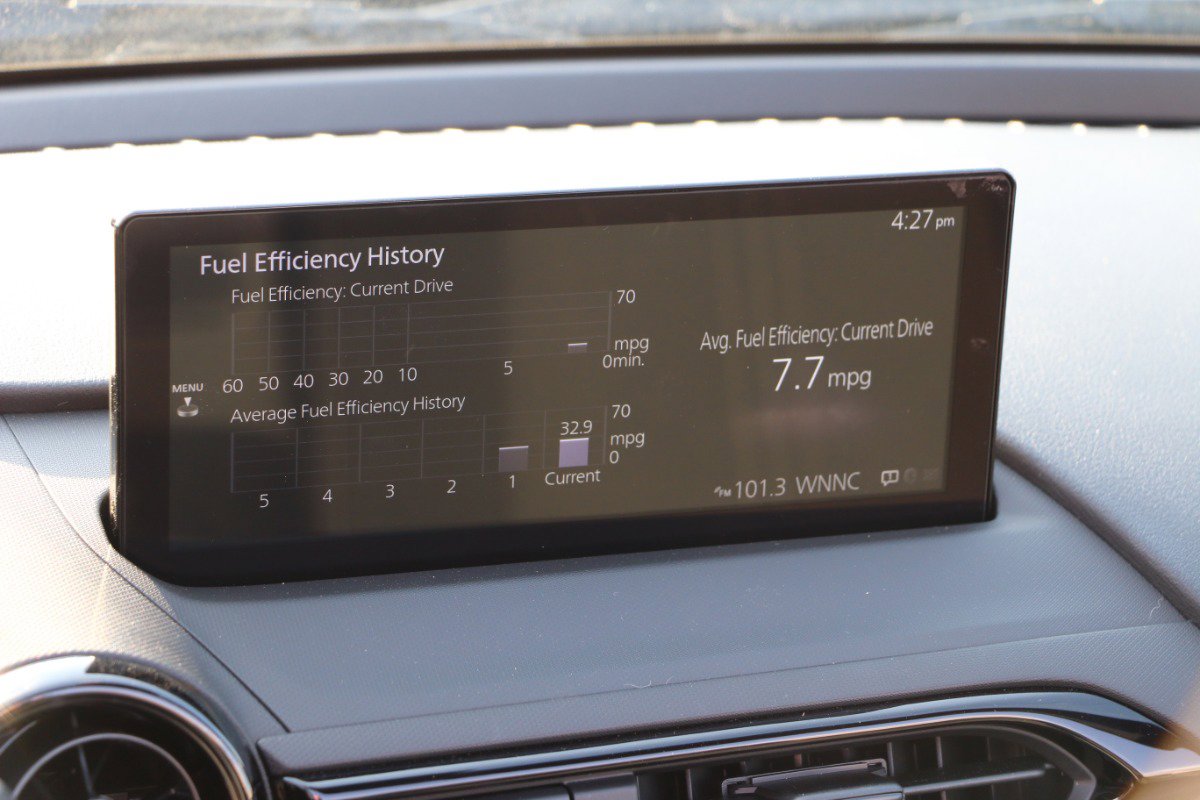 4:27 pm
Fuel Efficiency History
Fuel Efficiency: Current Drive
70
mpg
60 50 40 30 20 10 5 0min.
Avg. Fuel Efficiency: Current Drive
7.7 mpg
MENU
Average Fuel Efficiency History
70
32.9
mpg
0
5 4 3 2 1 Current
FM 101.3 WNNC